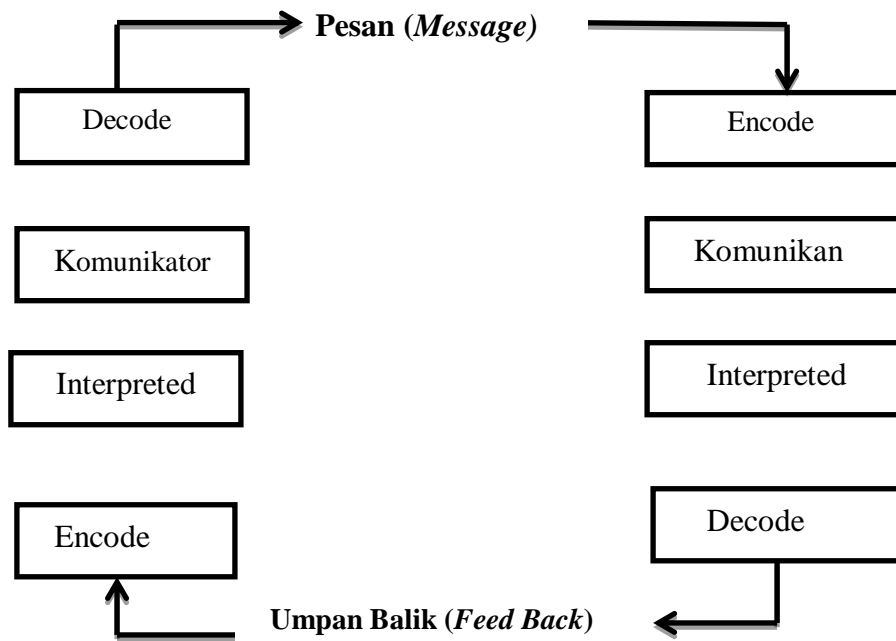 Pesan (Message)
Decode
Encode
Komunikator
Komunikan
Interpreted
Interpreted
Encode
Decode
Umpan Balik (Feed Back)